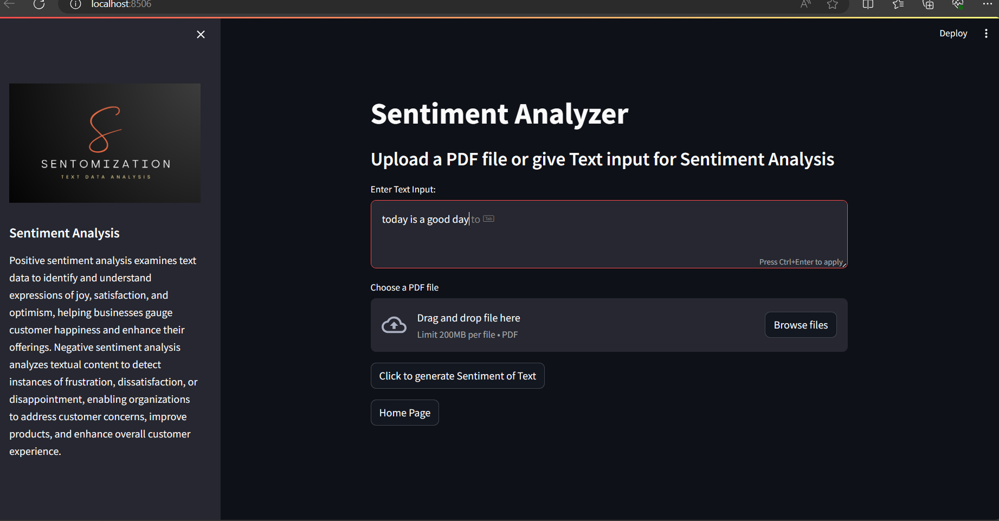 localhost:8506
Deploy
SENTOMIZATION
TEXT DATA ANALYSIS
Sentiment Analysis
Positive sentiment analysis examines text
data to identify and understand
expressions of joy, satisfaction, and
optimism, helping businesses gauge
customer happiness and enhance their
offerings. Negative sentiment analysis
analyzes textual content to detect
instances of frustration, dissatisfaction, or
disappointment, enabling organizations
to address customer concerns, improve
products, and enhance overall customer
experience.
Sentiment Analyzer
Upload a PDF file or give Text input for Sentiment Analysis
Enter Text Input:
today is a good day to Tab
Press Ctrl+Enter to apply
Choose a PDF file
Drag and drop file here
Limit 200MB per file • PDF
Browse files
Click to generate Sentiment of Text
Home Page